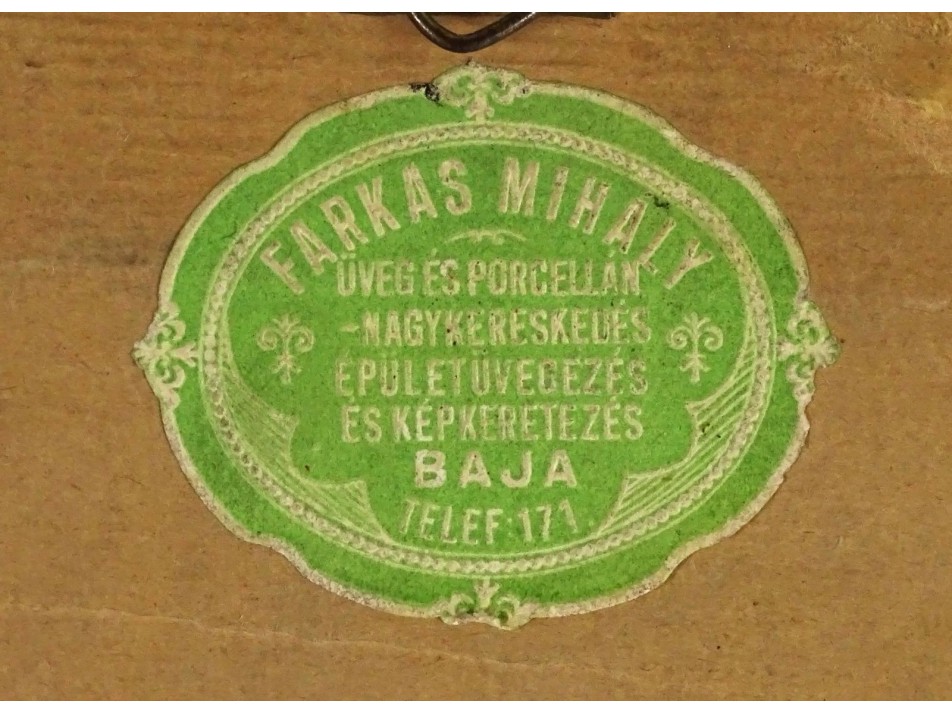 FARKAS MIHÁLY
ÜVEG ÉS PORCELLÁN
-NAGYKERESKEDÉS
ÉPÜLETÜVEGEZÉS
ÉS KÉPKERETEZÉS
BAJA
TELEF: 171.